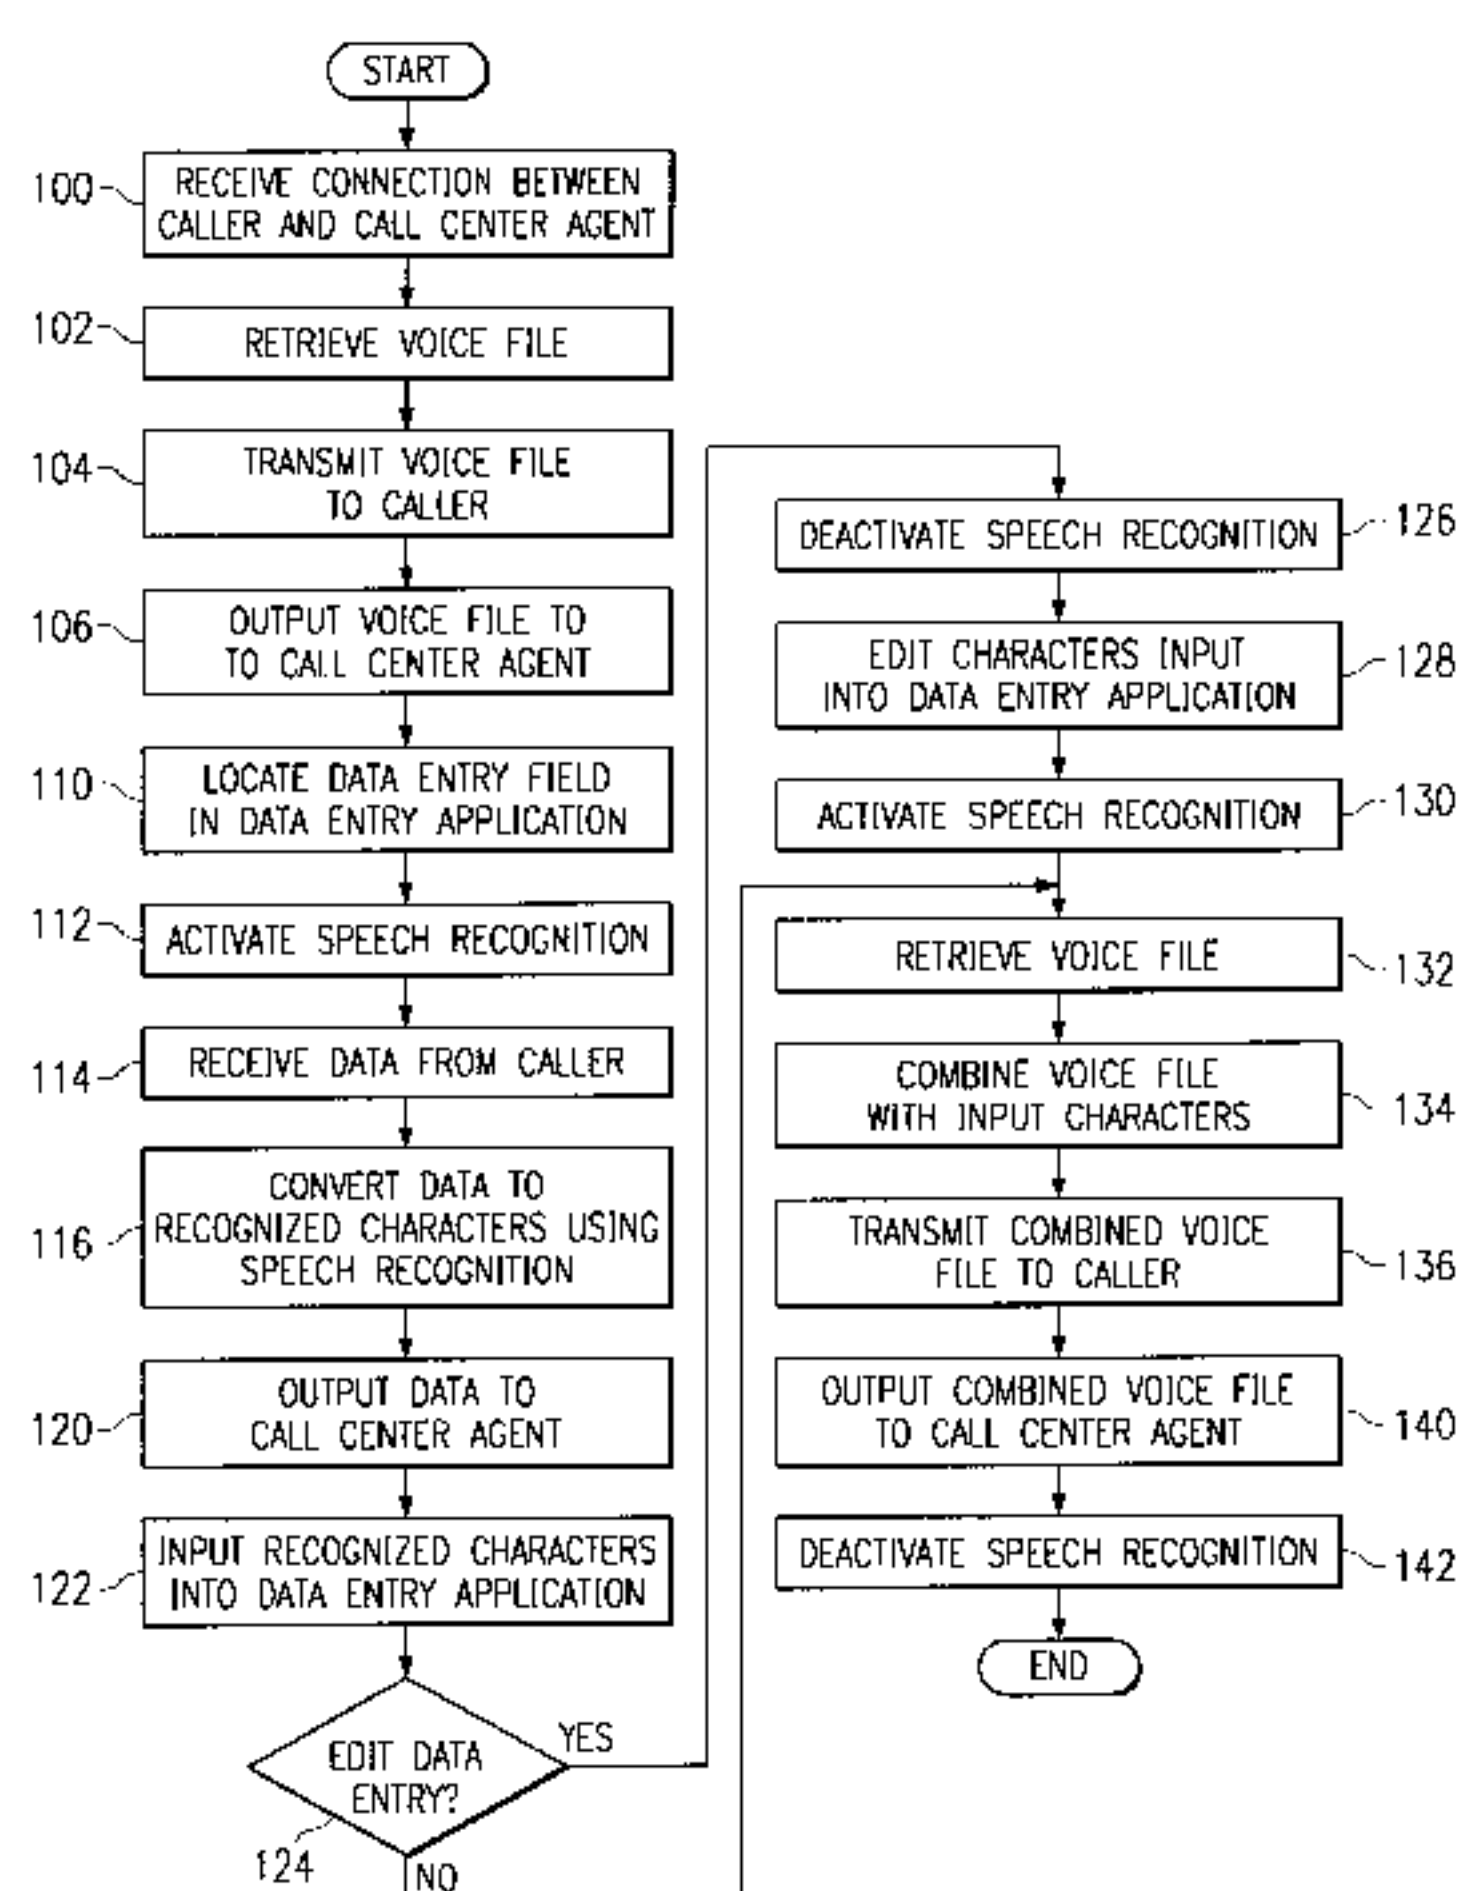 START
100
RECEIVE CONNECTION BETWEEN
CALLER AND CALL CENTER AGENT
102
RETRIEVE VOICE FILE
104
TRANSMIT VOICE FILE
TO CALLER
106
OUTPUT VOICE FILE TO
TO CALL CENTER AGENT
110
LOCATE DATA ENTRY FIELD
IN DATA ENTRY APPLICATION
112
ACTIVATE SPEECH RECOGNITION
114
RECEIVE DATA FROM CALLER
116
CONVERT DATA TO
RECOGNIZED CHARACTERS USING
SPEECH RECOGNITION
120
OUTPUT DATA TO
CALL CENTER AGENT
122
INPUT RECOGNIZED CHARACTERS
INTO DATA ENTRY APPLICATION
EDIT DATA
ENTRY?
YES
124
NO
DEACTIVATE SPEECH RECOGNITION
126
EDIT CHARACTERS INPUT
INTO DATA ENTRY APPLICATION
128
ACTIVATE SPEECH RECOGNITION
130
RETRIEVE VOICE FILE
132
COMBINE VOICE FILE
WITH INPUT CHARACTERS
134
TRANSMIT COMBINED VOICE
FILE TO CALLER
136
OUTPUT COMBINED VOICE FILE
TO CALL CENTER AGENT
140
DEACTIVATE SPEECH RECOGNITION
142
END